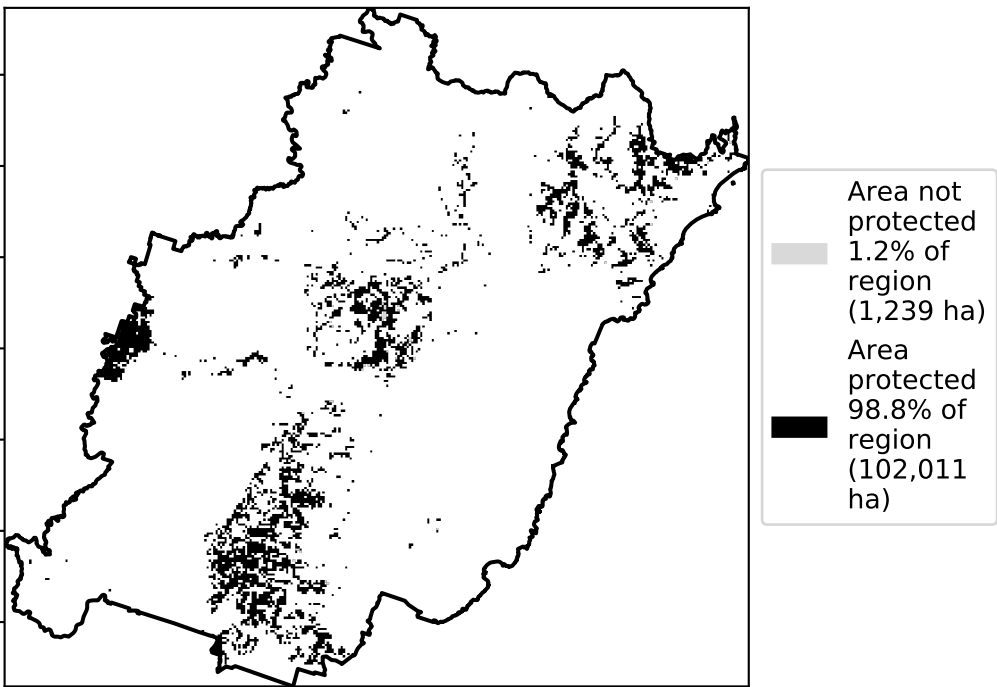 Area not
protected
1.2% of
region
(1,239 ha)
Area
protected
98.8% of
region
(102,011
ha)